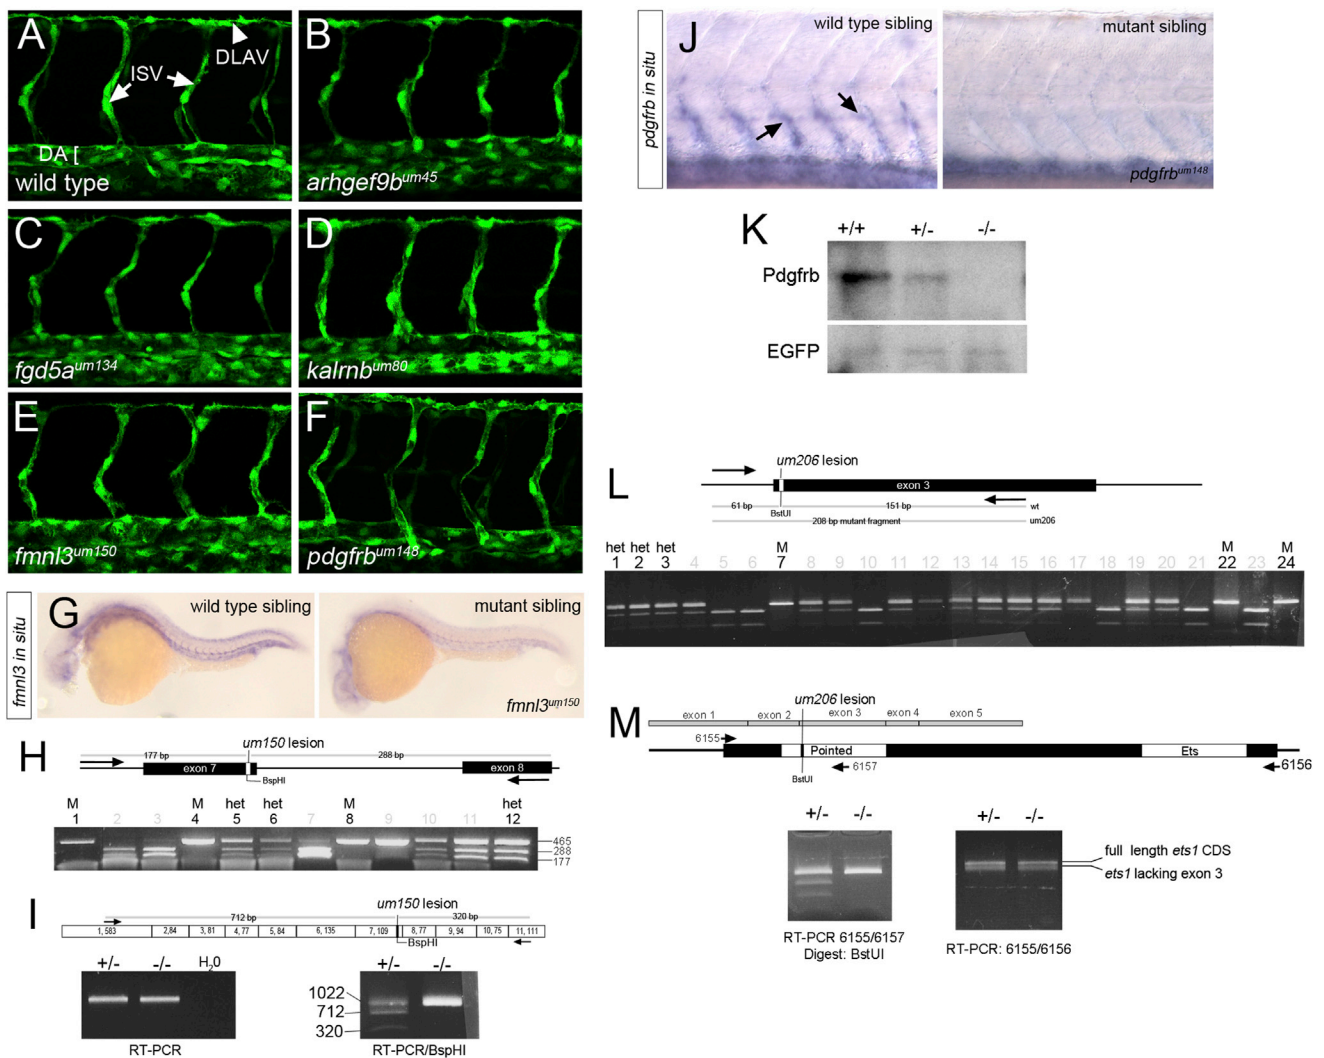 A
DLAV
ISV
DA [
wild type
B
arhgef9b um45
C
fgd5a um134
D
kalrnb um80
E
fmnl3 um150
F
pdgfrb um148
fmnl3 in situ
G
wild type sibling
mutant sibling
fmnl3 um150
H
um150 lesion
177 bp
288 bp
exon 7
exon 8
BspHI
M M het het M het
1 2 3 4 5 6 7 8 9 10 11 12
465
288
177
I
um150 lesion
712 bp
320 bp
1, 583
2,84
3, 81
4, 77
5, 84
6, 135
7, 109
8,77
9, 94
10, 75
11, 111
BspHI
+/- -/- H20
RT-PCR
+/- -/-
1022
712
320
RT-PCR/BspHI
pdgfrb in situ
J
wild type sibling
mutant sibling
pdgfrb um148
K
+/+ +/- -/-
Pdgfrb
EGFP
L
um206 lesion
exon 3
61 bp
151 bp
wt
BstUI
208 bp mutant fragment
um206
het het het M M M
1 2 3 4 5 6 7 8 9 10 11 12 13 14 15 16 17 18 19 20 21 22 23 24
M
um206 lesion
exon 1
exon 2
exon 3
exon 4
exon 5
6155
Pointed
Ets
BstUI
6157
6156
+/- -/-
RT-PCR 6155/6157
Digest: BstUI
+/- -/-
full length ets1 CDS
ets1 lacking exon 3
RT-PCR: 6155/6156